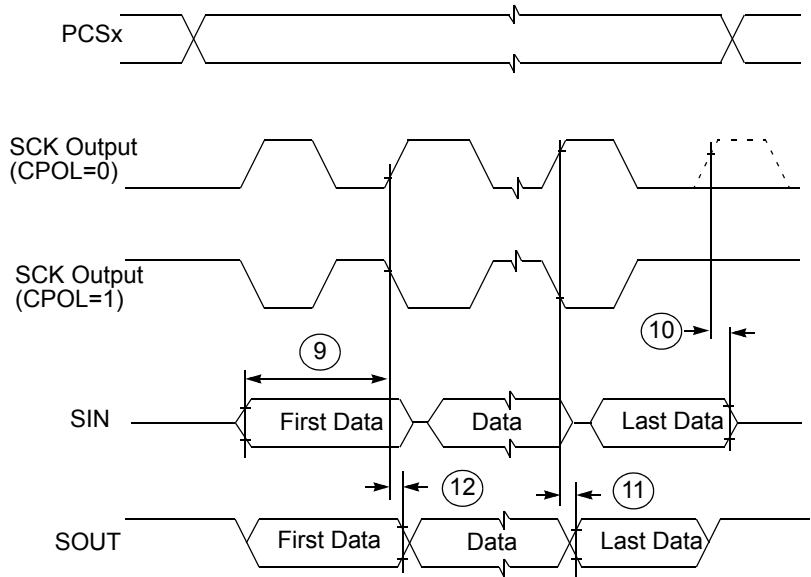 PCSx
SCK Output
(CPOL=0)
SCK Output
(CPOL=1)
10
9
SIN
First Data
Data
Last Data
12
11
SOUT
First Data
Data
Last Data